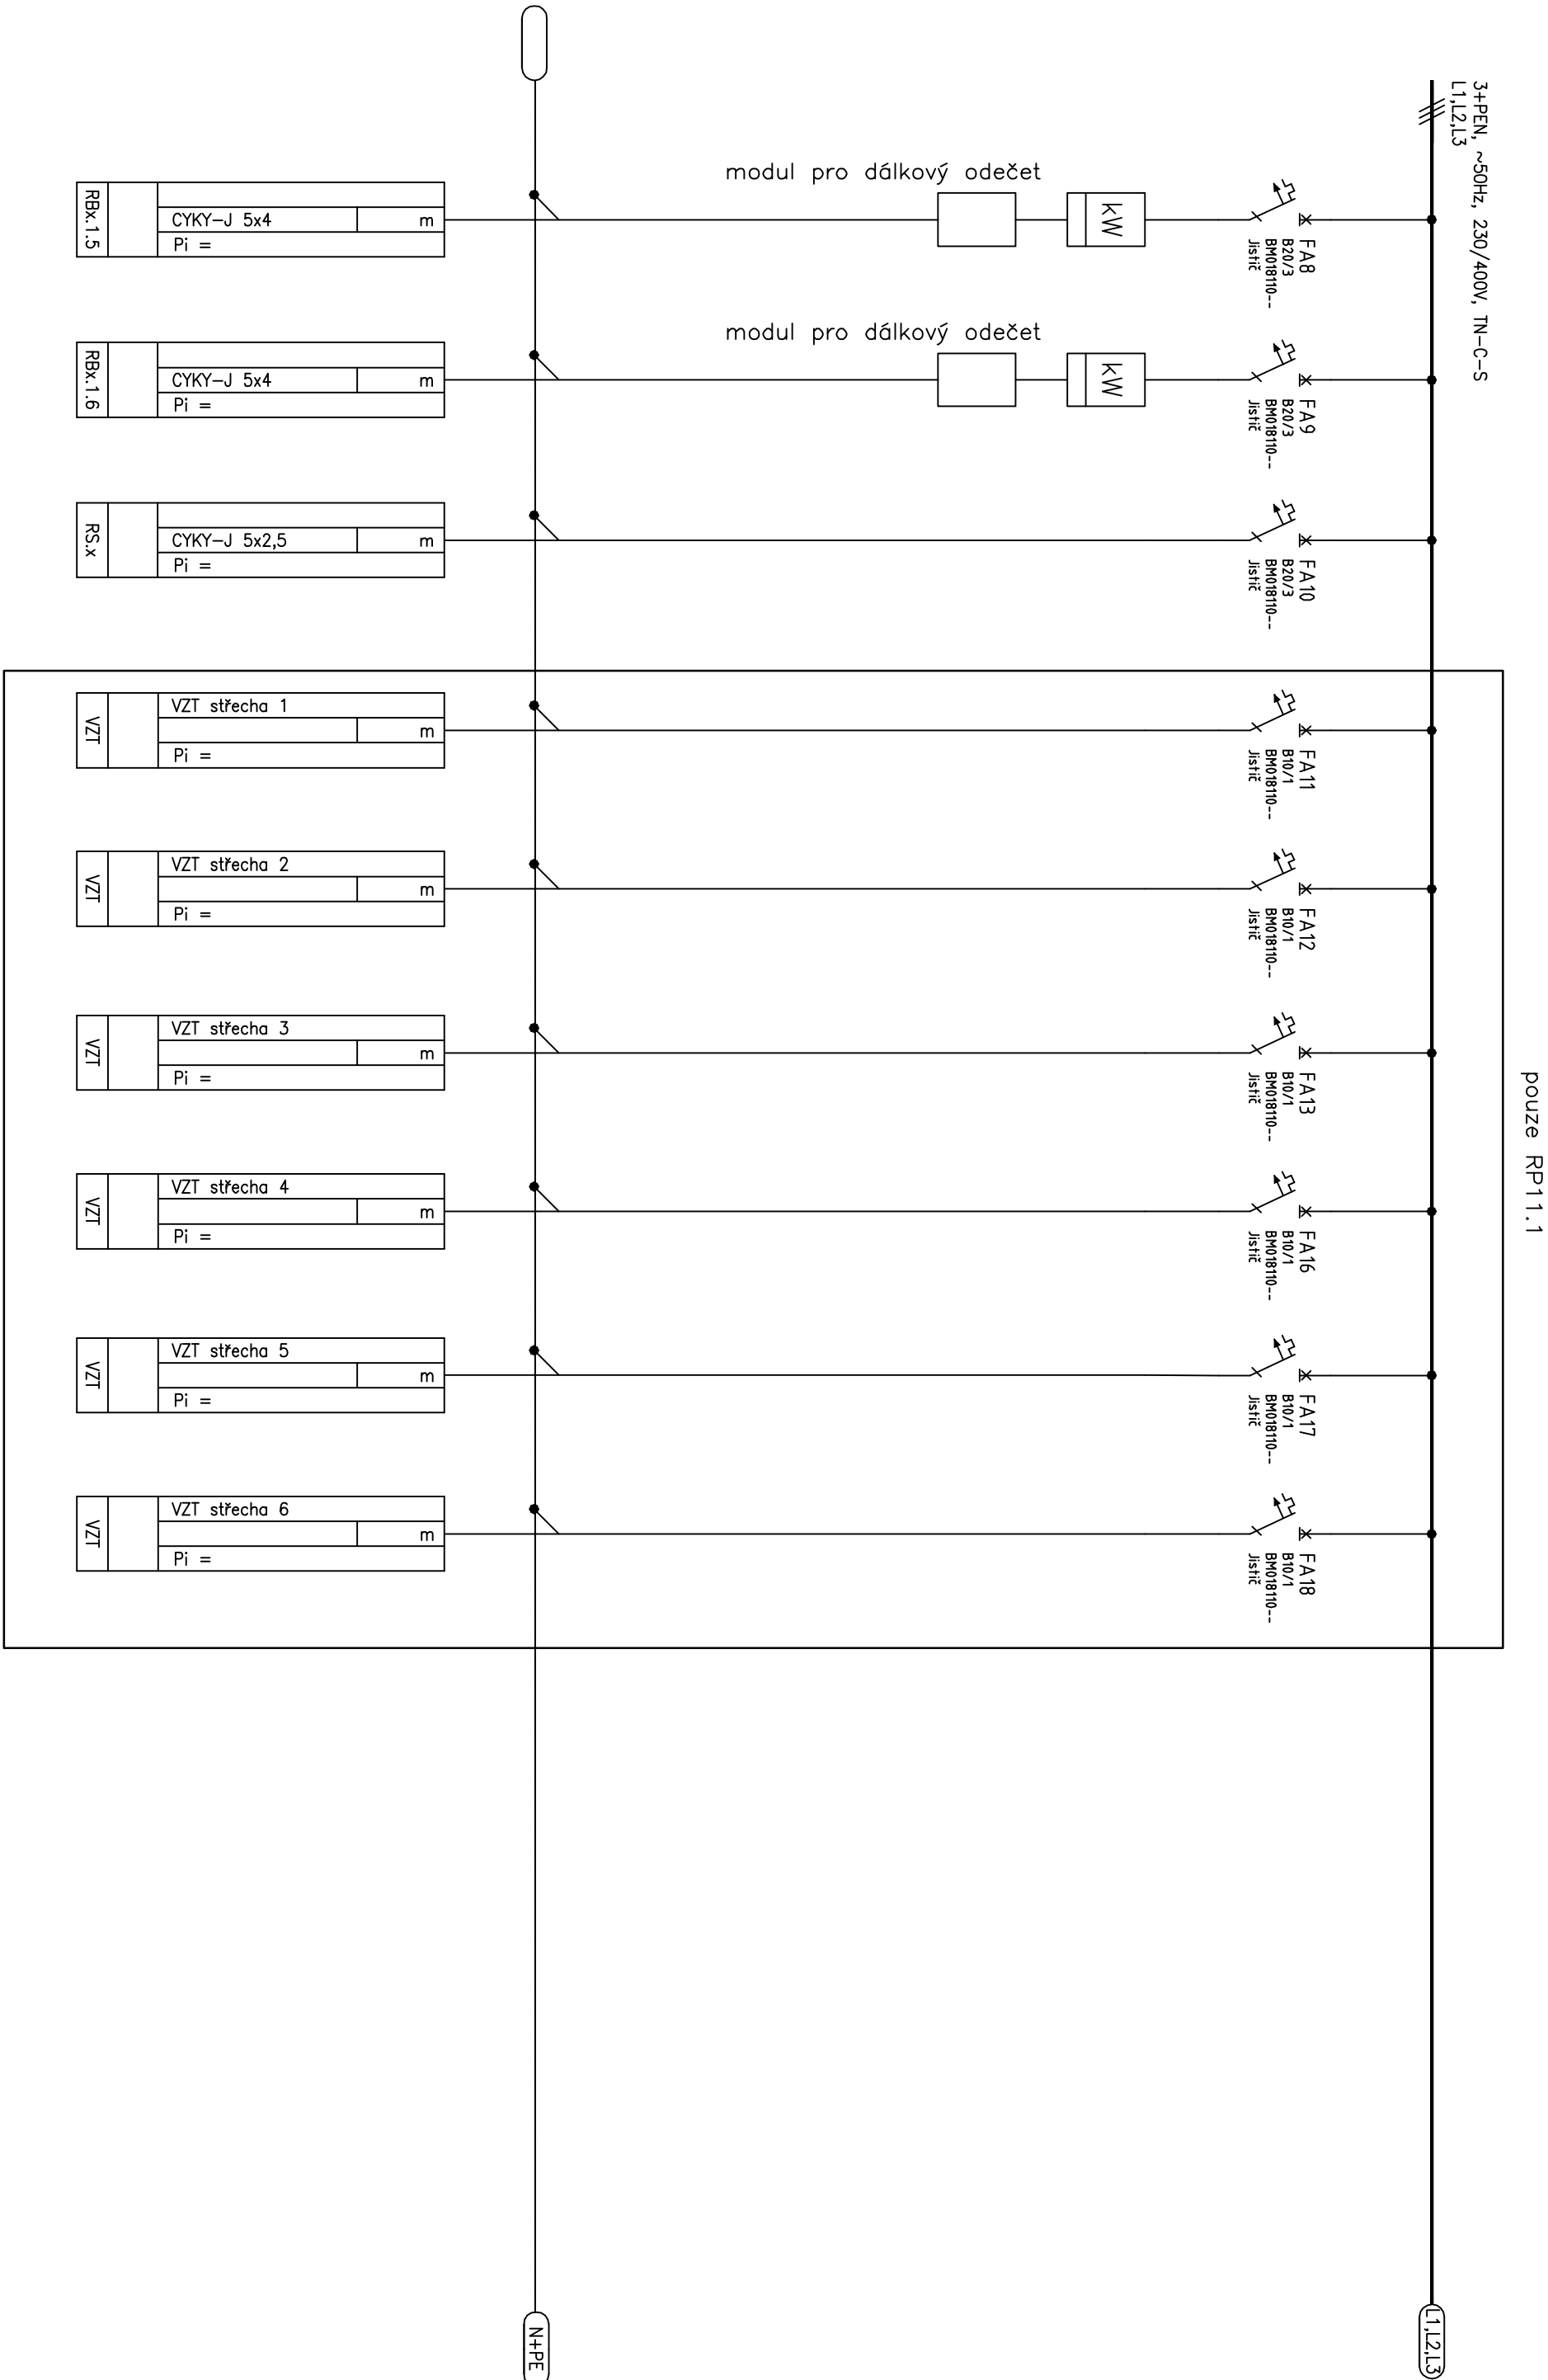 3+PEN, ~50Hz, 230/400V, TN-C-S
L1,L2,L3
pouze RP11.1
modul pro dálkový odečet
kW
FA8
B20/3
BM018110--
Jistič
RBx.1.5
CYKY-J 5x4
m
Pi =
modul pro dálkový odečet
kW
FA9
B20/3
BM018110--
Jistič
RBx.1.6
CYKY-J 5x4
m
Pi =
FA10
B20/3
BM018110--
Jistič
RS.x
CYKY-J 5x2,5
m
Pi =
FA11
B10/1
BM018110--
Jistič
VZT
VZT střecha 1
m
Pi =
FA12
B10/1
BM018110--
Jistič
VZT
VZT střecha 2
m
Pi =
FA13
B10/1
BM018110--
Jistič
VZT
VZT střecha 3
m
Pi =
FA16
B10/1
BM018110--
Jistič
VZT
VZT střecha 4
m
Pi =
FA17
B10/1
BM018110--
Jistič
VZT
VZT střecha 5
m
Pi =
FA18
B10/1
BM018110--
Jistič
VZT
VZT střecha 6
m
Pi =
N+PE
L1,L2,L3